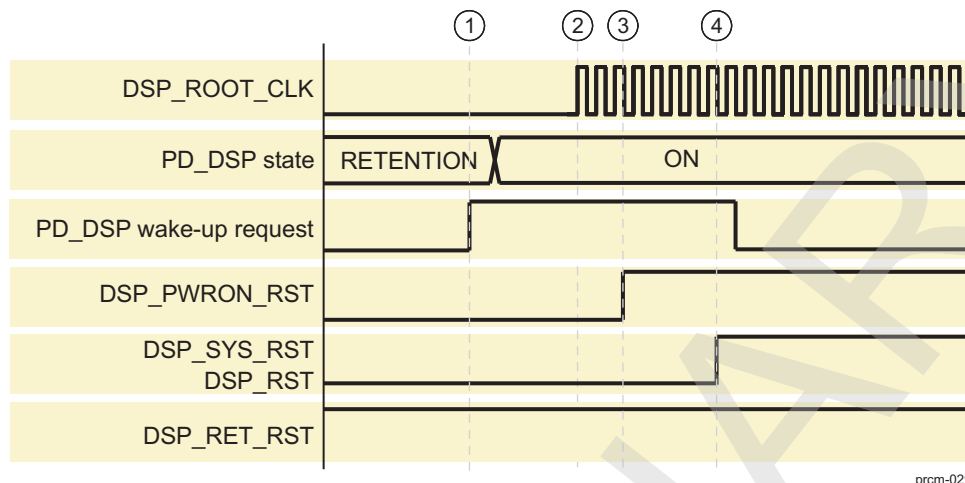 1 2 3 4
DSP_ROOT_CLK
PD_DSP state RETENTION ON
PD_DSP wake-up request
DSP_PWRON_RST
DSP_SYS_RST
DSP_RST
DSP_RET_RST
prcm-02